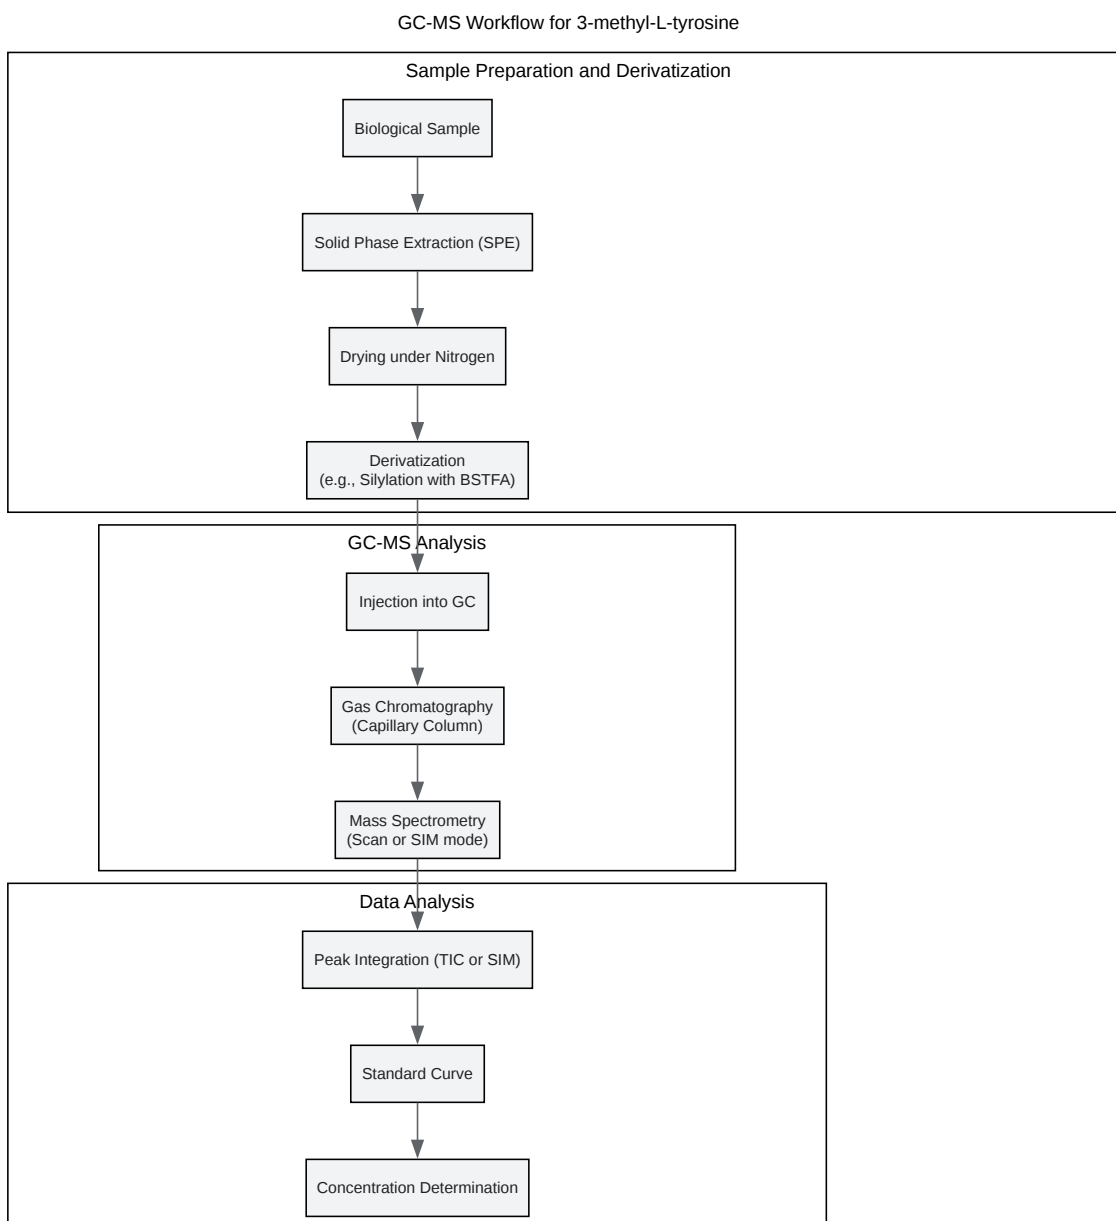 GC-MS Workflow for 3-methyl-L-tyrosine
Sample Preparation and Derivatization
Biological Sample
Solid Phase Extraction (SPE)
Drying under Nitrogen
Derivatization
(e.g., Silylation with BSTFA)
GC-MS Analysis
Injection into GC
Gas Chromatography
(Capillary Column)
Mass Spectrometry
(Scan or SIM mode)
Data Analysis
Peak Integration (TIC or SIM)
Standard Curve
Concentration Determination